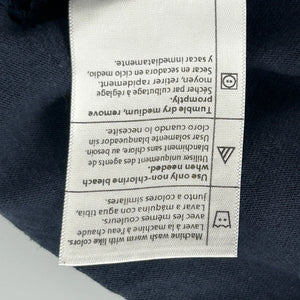 Machine warm wash with like colors.
Laver à la machine à l'eau chaude
avec les mêmes couleurs.
Lavar a máquina con agua tibia,
junto a colores similares.
Use only non-chlorine bleach
when needed.
Utiliser uniquement des agents de
blanchiment sans chlore, au besoin
Usar solamente un blanqueador sin
cloro cuando lo necesite.
Tumble dry medium, remove
promptly.
Sécher par culbutage à réglage
moyen, retirer rapidement.
Secar en secadora en ciclo medio,
y sacar inmediatamente.